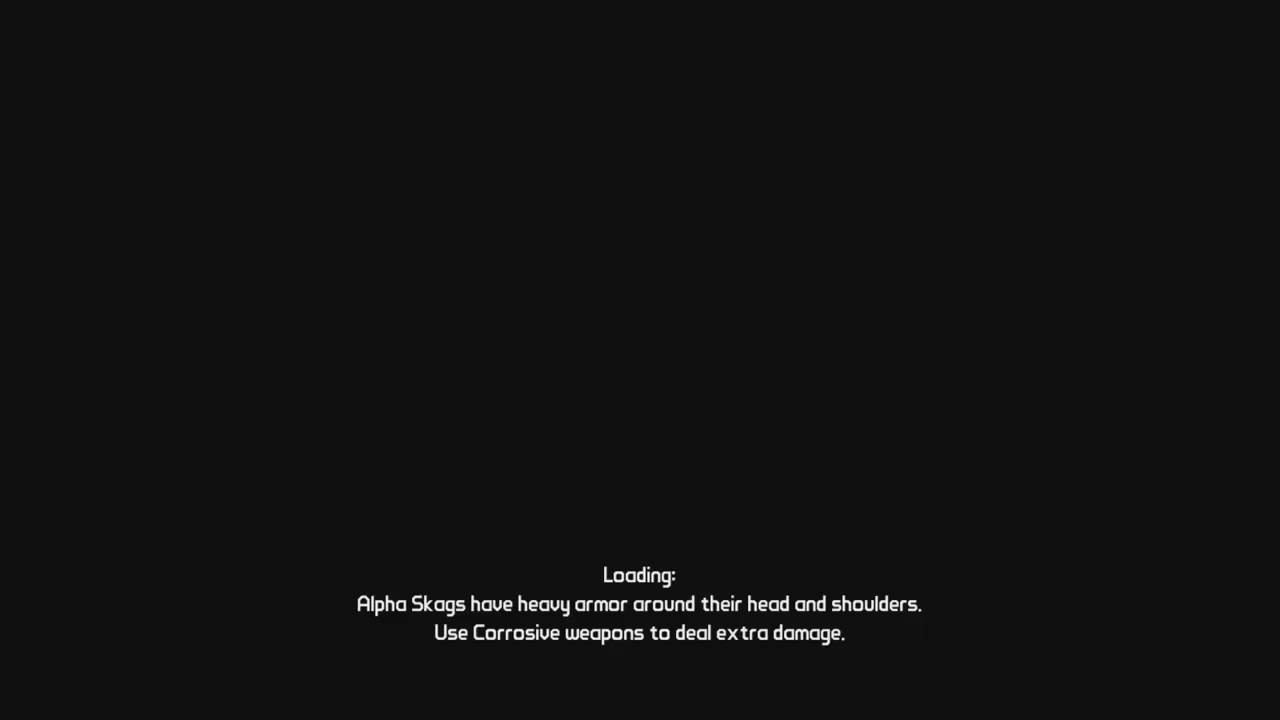 Loading:
Alpha Skags have heavy armor around their head and shoulders.
Use Corrosive weapons to deal extra damage.